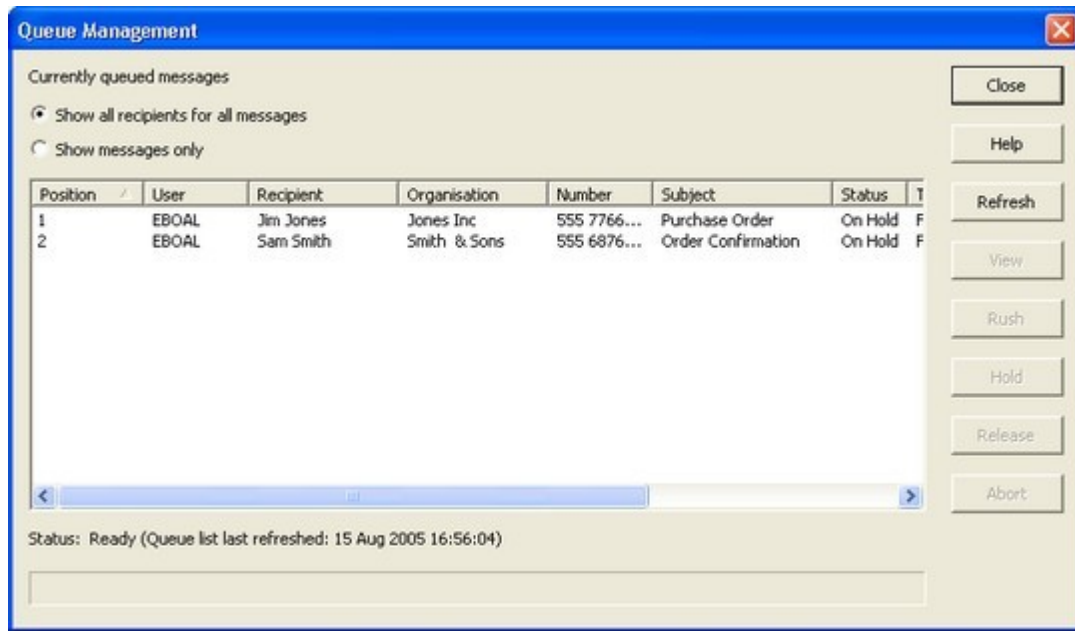 Queue Management
Currently queued messages
Close
Show all recipients for all messages
Show messages only
Help
Position User Recipient Organisation Number Subject Status T
Refresh
1 EBOAL Jim Jones Jones Inc 555 7766... Purchase Order On Hold F
2 EBOAL Sam Smith Smith & Sons 555 6876... Order Confirmation On Hold F
View
Rush
Hold
Release
Abort
Status: Ready (Queue list last refreshed: 15 Aug 2005 16:56:04)